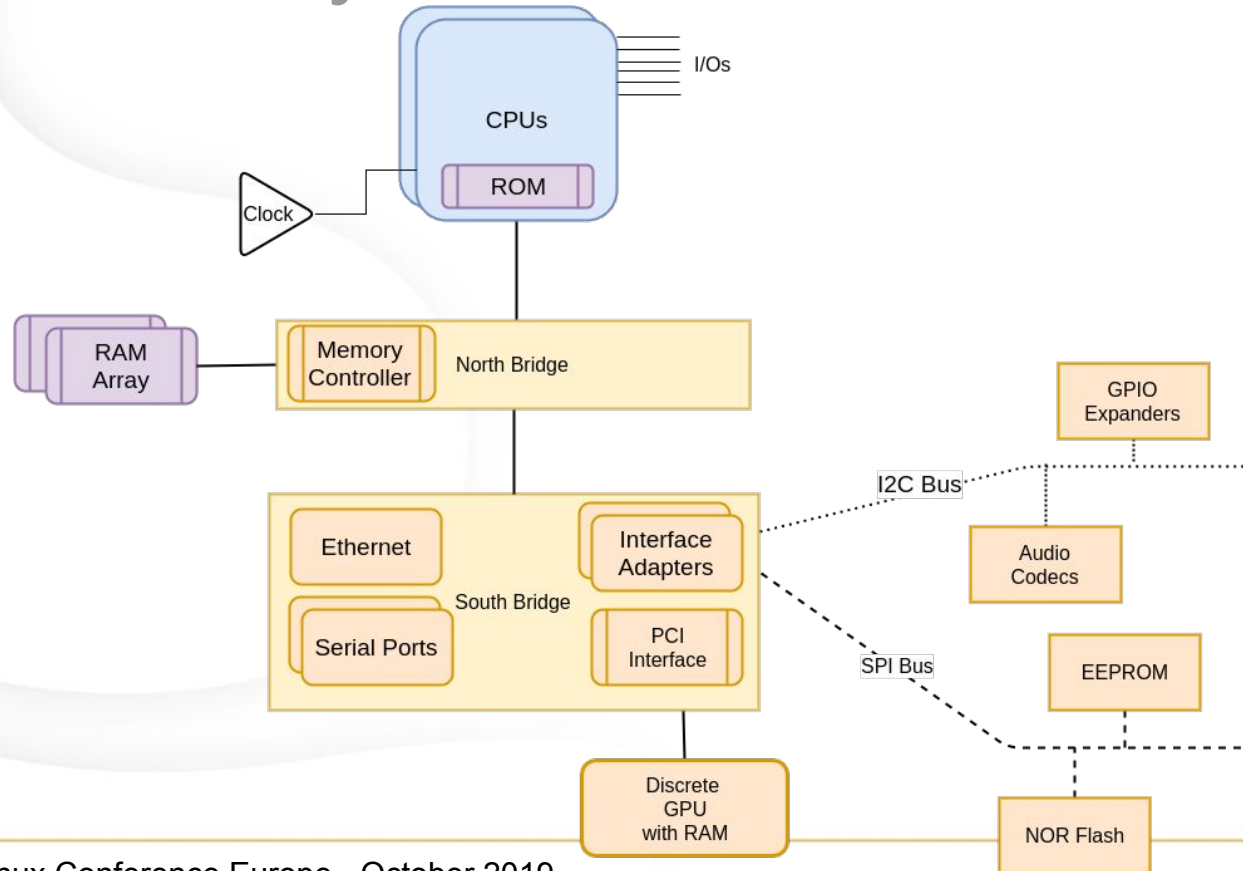 I/Os
CPUs
ROM
Clock
RAM
Array
Memory
Controller
North Bridge
GPIO
Expanders
I2C Bus
Audio
Codecs
Ethernet
Interface
Adapters
South Bridge
Serial Ports
PCI
Interface
SPI Bus
EEPROM
Discrete
GPU
with RAM
NOR Flash
Conference Europe - October 2019